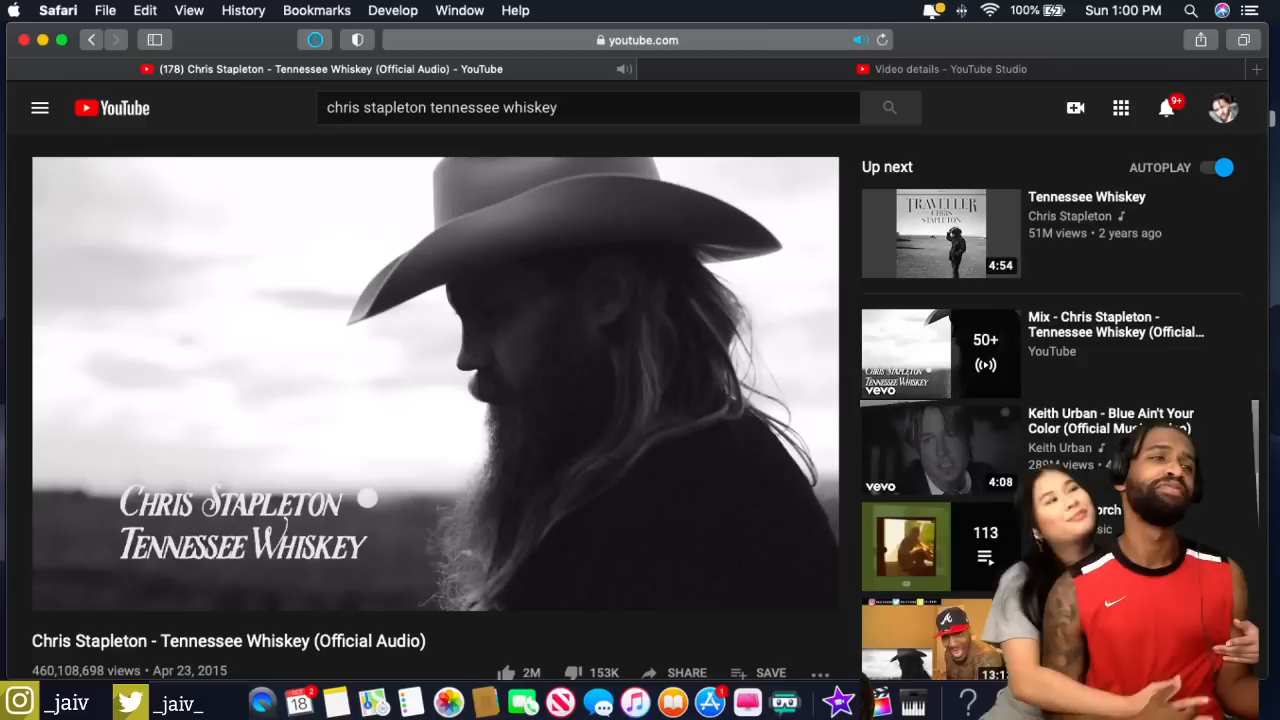 Safari File Edit View History Bookmarks Develop Window Help 100% Sun 1:00 PM
youtube.com
(178) Chris Stapleton - Tennessee Whiskey (Official Audio) - YouTube
Video details - YouTube Studio
YouTube
chris stapleton tennessee whiskey
9+
CHRIS STAPLETON
TENNESSEE WHISKEY
Chris Stapleton - Tennessee Whiskey (Official Audio)
460,108,698 views • Apr 23, 2015
2M 153K SHARE SAVE
Up next
AUTOPLAY
TRAVELLER
CHRIS
STAPLETON
4:54
Tennessee Whiskey
Chris Stapleton
51M views • 2 years ago
CHRIS STAPLETON
TENNESSEE WHISKEY
vevo
50+
Mix - Chris Stapleton -
Tennessee Whiskey (Official...
YouTube
vevo
4:08
Keith Urban - Blue Ain't Your
Color (Official
Keith Urban
views •
113
13:1
18
2
1
_jaiv
_jaiv_